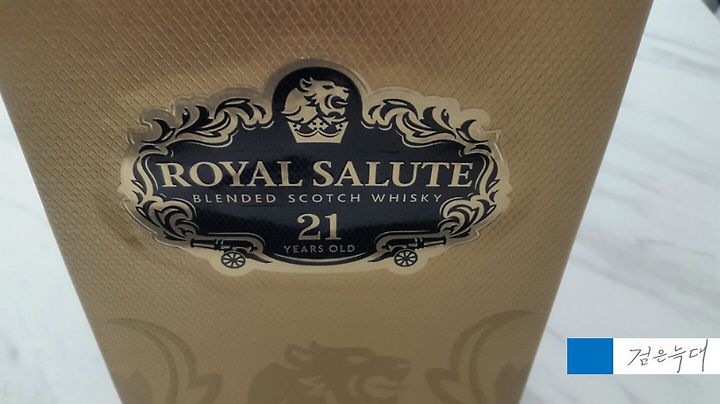 ROYAL SALUTE
BLENDED SCOTCH WHISKY
21
YEARS OLD
검은늑대